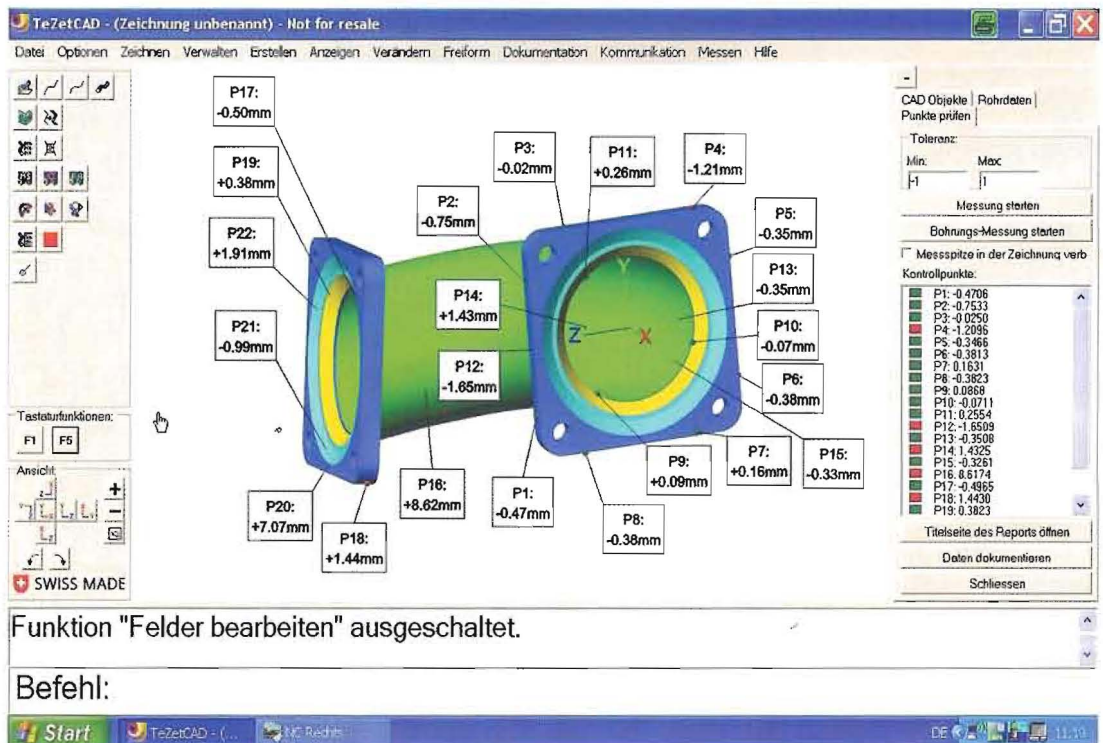 TeZetCAD - (Zeichnung unbenannt) - Not for resale
Datei Optionen Zeichnen Verwalten Erstellen Anzeigen Verändern Freiform Dokumentation Kommunikation Messen Hilfe
P17:
-0.50mm
P19:
+0.38mm
P22:
+1.91mm
P21:
-0.99mm
P20:
+7.07mm
P18:
+1.44mm
P16:
+8.62mm
P2:
-0.75mm
P14:
+1.43mm
P12:
-1.65mm
P1:
-0.47mm
P3:
-0.02mm
P11:
+0.26mm
P4:
-1.21mm
P5:
-0.35mm
P13:
-0.35mm
P10:
-0.07mm
P6:
-0.38mm
P15:
-0.33mm
P7:
+0.16mm
P9:
+0.09mm
P8:
-0.38mm
Y
Z
X
Tastaturfunktionen:
F1 F5
Ansicht:
SWISS MADE
CAD Objekte Rohrdaten
Punkte prüfen
Toleranz:
Min: Max:
-1 1
Messung starten
Bohrungs-Messung starten
Messspitze in der Zeichnung verb
Kontrollpunkte:
P1: -0.4706
P2: -0.7533
P3: -0.0250
P4: -1.2096
P5: -0.3466
P6: -0.3813
P7: 0.1631
P8: -0.3823
P9: 0.0868
P10: -0.0711
P11: 0.2554
P12: -1.6509
P13: -0.3508
P14: 1.4325
P15: -0.3261
P16: 8.6174
P17: -0.4965
P18: 1.4430
P19: 0.3823
Titelseite des Reports öffnen
Daten dokumentieren
Schliessen
Funktion "Felder bearbeiten" ausgeschaltet.
Befehl:
Start TeZetCAD - (... NC Rechts
DE 11:19